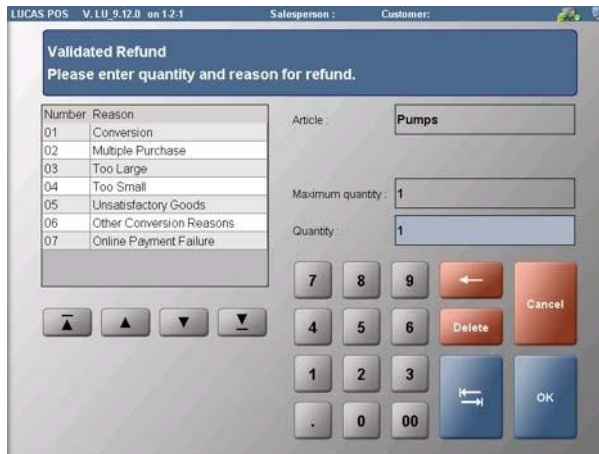 LUCAS POS V. LU_9.12.0 on 1-2-1 Salesperson : Customer:
Validated Refund
Please enter quantity and reason for refund.
Number Reason
01 Conversion
02 Multiple Purchase
03 Too Large
04 Too Small
05 Unsatisfactory Goods
06 Other Conversion Reasons
07 Online Payment Failure
Article : Pumps
Maximum quantity : 1
Quantity : 1
7 8 9
Cancel
4 5 6 Delete
1 2 3
OK
. 0 00